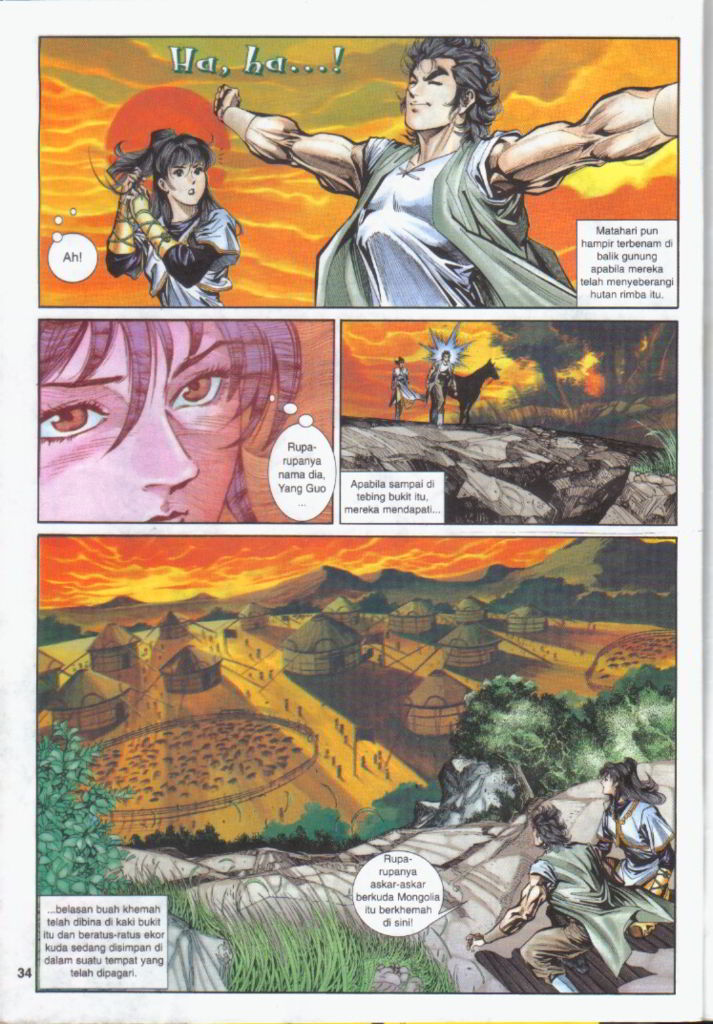 Ha, ha...!
Ah!
Matahari pun
hampir terbenam di
balik gunung
apabila mereka
telah menyeberangi
hutan rimba itu.
Rupa-
rupanya
nama dia,
Yang Guo
...
Apabila sampai di
tebing bukit itu,
mereka mendapati...
Rupa-
rupanya
askar-askar
berkuda Mongolia
itu berkhemah
di sini!
...belasan buah khemah
telah dibina di kaki bukit
itu dan beratus-ratus ekor
kuda sedang disimpan di
dalam suatu tempat yang
telah dipagari.
34